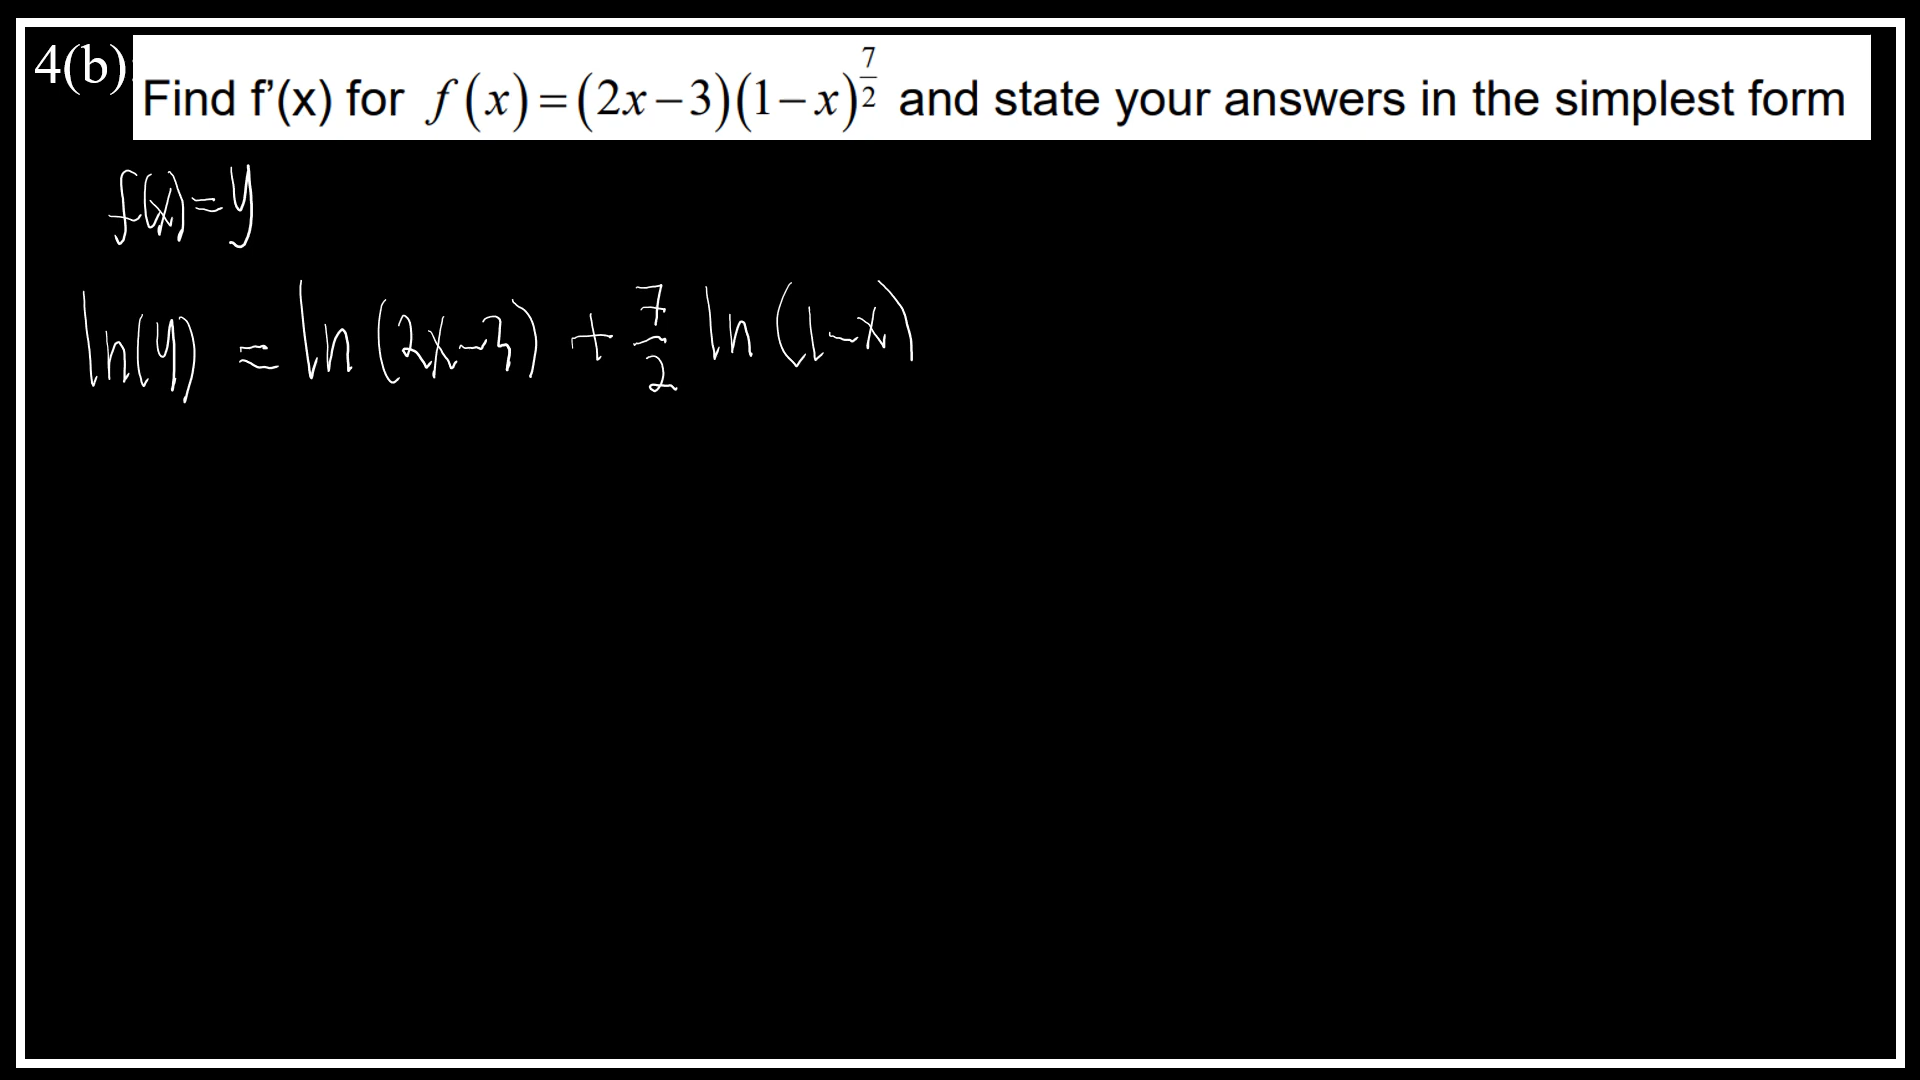 4(b) Find f’(x) for f(x)=(2x−3)(1−x)^{7/2} and state your answers in the simplest form
f(x)=y
ln(y) = ln(2x−3) + 7/2 ln(1−x)